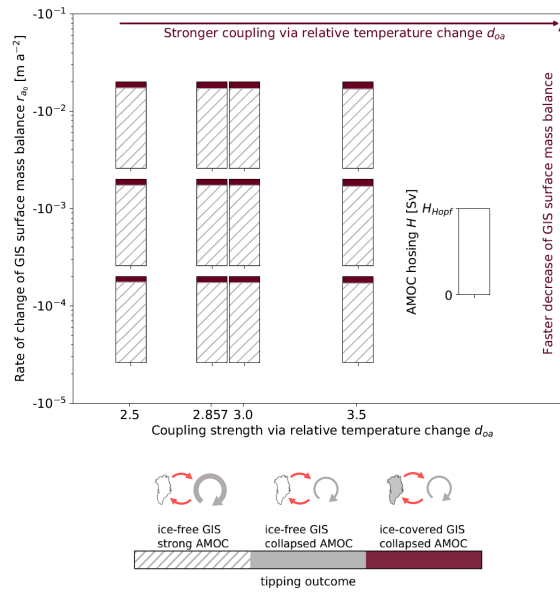 Stronger coupling via relative temperature change d_oa
Faster decrease of GIS surface mass balance
Rate of change of GIS surface mass balance r_{a_0} [m a⁻²]
-10⁻¹
-10⁻²
-10⁻³
-10⁻⁴
-10⁻⁵
AMOC hosing H [Sv]
H_Hopf
0
2.5
2.857
3.0
3.5
Coupling strength via relative temperature change d_oa
ice-free GIS
strong AMOC
ice-free GIS
collapsed AMOC
ice-covered GIS
collapsed AMOC
tipping outcome